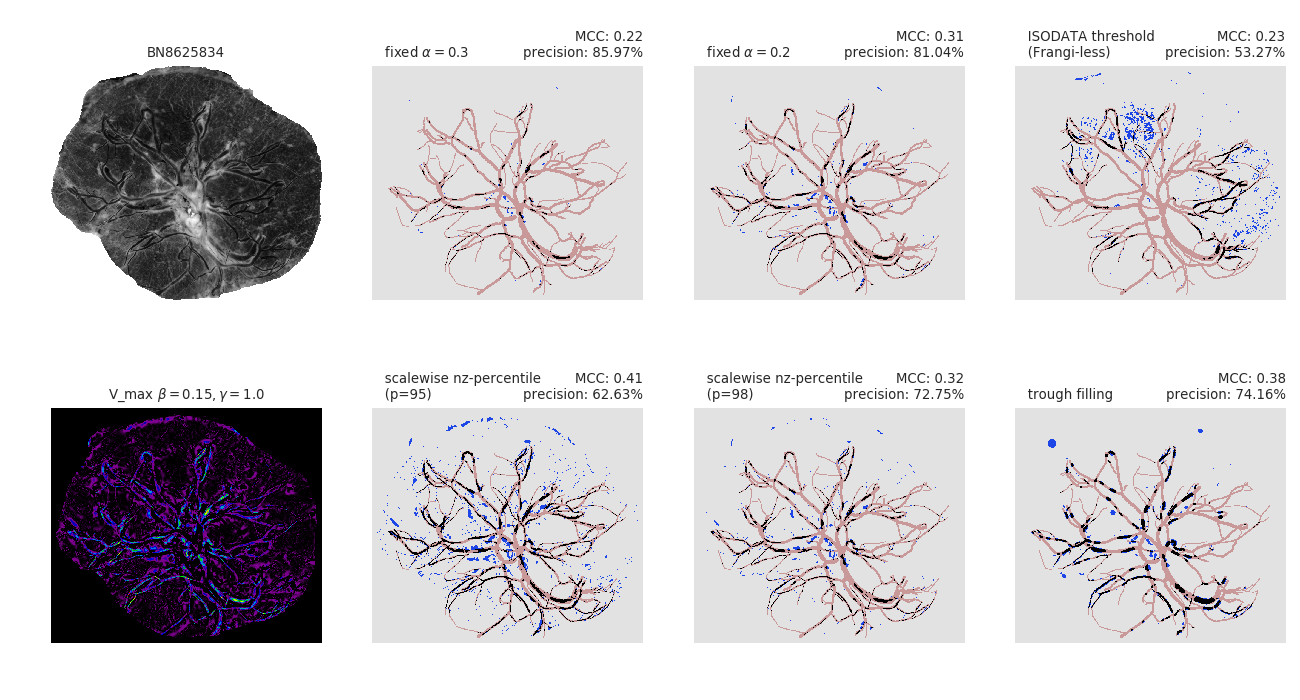 BN8625834
MCC: 0.22
fixed α = 0.3 precision: 85.97%
MCC: 0.31
fixed α = 0.2 precision: 81.04%
ISODATA threshold MCC: 0.23
(Frangi-less) precision: 53.27%
V_max β = 0.15, γ = 1.0
scalewise nz-percentile MCC: 0.41
(p=95) precision: 62.63%
scalewise nz-percentile MCC: 0.32
(p=98) precision: 72.75%
MCC: 0.38
trough filling precision: 74.16%